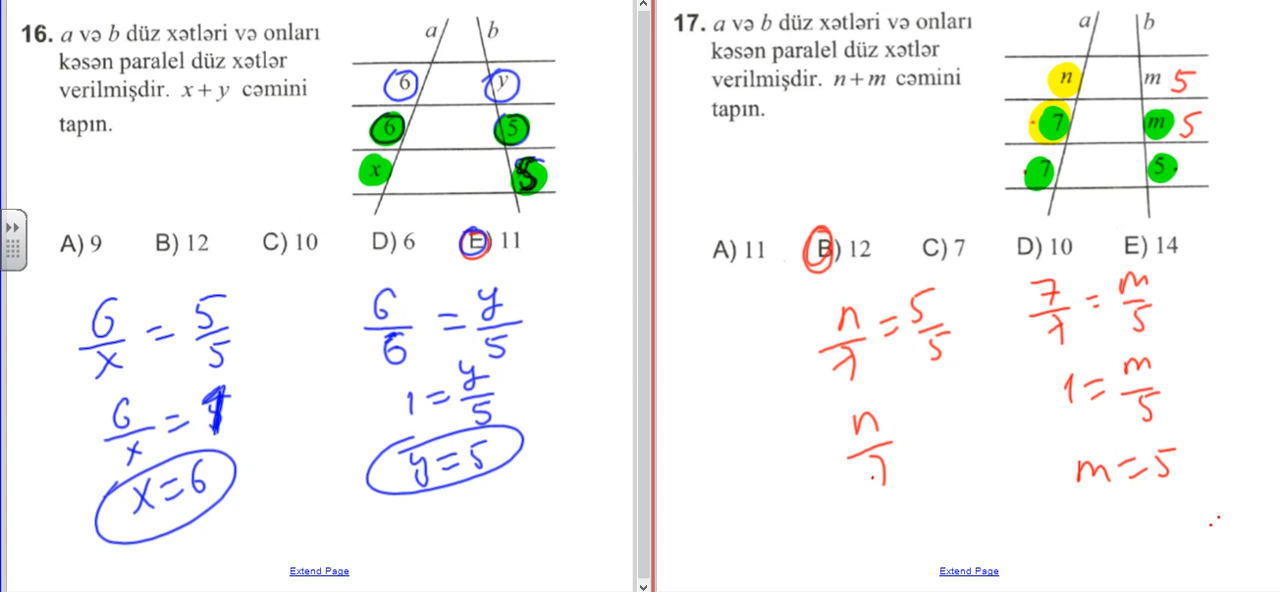 16. a və b düz xətləri və onları
kəsən paralel düz xətlər
verilmişdir. x+y cəmini
tapın.
a b
6 y
6 5
x 5
A) 9 B) 12 C) 10 D) 6 E) 11
6/x = 5/5
6/x = 1
x=6
6/6 = y/5
1 = y/5
y=5
Extend Page
17. a və b düz xətləri və onları
kəsən paralel düz xətlər
verilmişdir. n+m cəmini
tapın.
a b
n m 5
7 m 5
7 5
A) 11 B) 12 C) 7 D) 10 E) 14
n/7 = 5/5
n/7
7/7 = m/5
1 = m/5
m=5
Extend Page